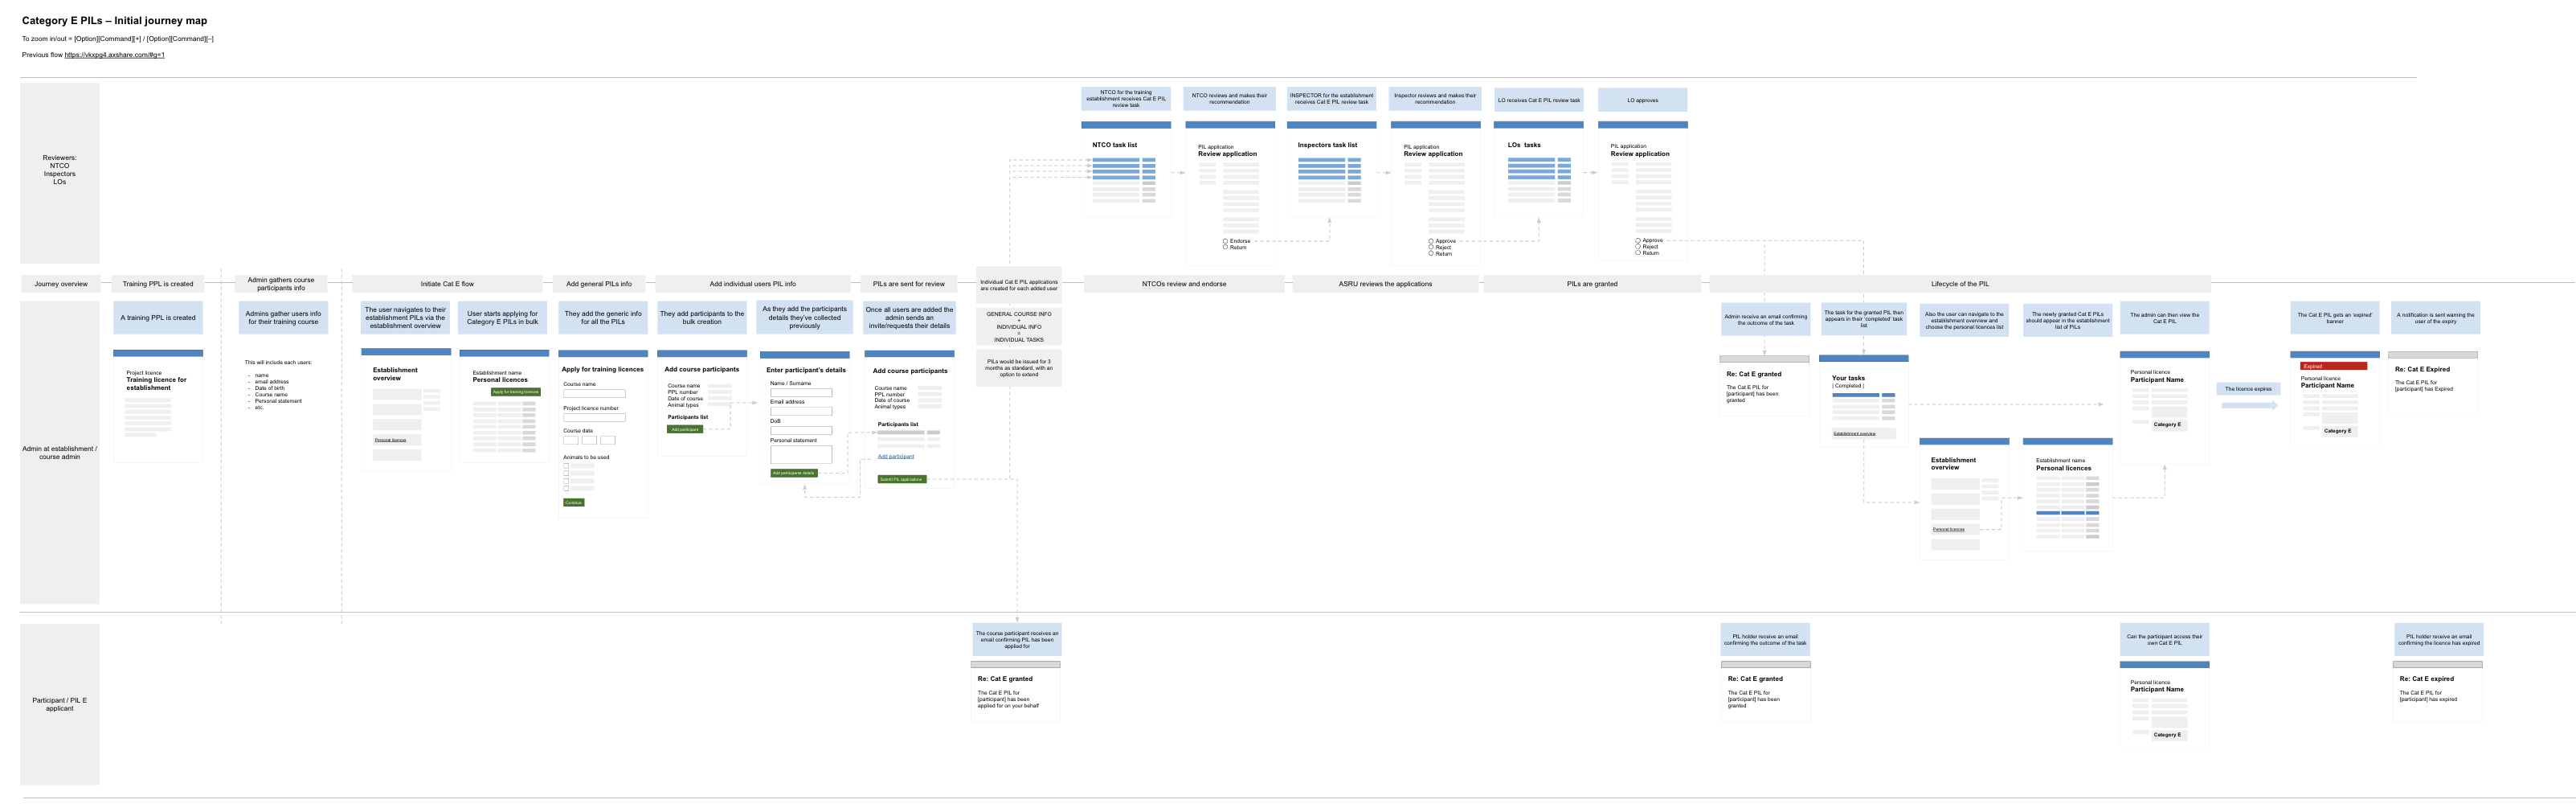 Category E PILs – Initial journey map
To zoom in/out = [Option][Command][+] / [Option][Command][–]
Previous flow https://vkxpg4.axshare.com/#g=1
Reviewers:
NTCO
Inspectors
LOs
NTCO for the training
establishment receives Cat E PIL
review task
NTCO reviews and makes their
recommendation
INSPECTOR for the establishment
receives Cat E PIL review task
Inspector reviews and makes their
recommendation
LO receives Cat E PIL review task
LO approves
NTCO task list
PIL application
Review application
Endorse
Return
Inspectors task list
PIL application
Review application
Approve
Reject
Return
LOs tasks
PIL application
Review application
Approve
Reject
Return
Journey overview
Training PPL is created
Admin gathers course
participants info
Initiate Cat E flow
Add general PILs info
Add individual users PIL info
PILs are sent for review
Individual Cat E PIL applications
are created for each added user
NTCOs review and endorse
ASRU reviews the applications
PILs are granted
Lifecycle of the PIL
Admin at establishment /
course admin
A training PPL is created
Project licence
Training licence for
establishment
Admins gather users info
for their training course
This will include each users:
- name
- email address
- Date of birth
- Course name
- Personal statement
- etc.
The user navigates to their
establishment PILs via the
establishment overview
Establishment
overview
Personal licences
User starts applying for
Category E PILs in bulk
Establishment name
Personal licences
Apply for training licences
They add the generic info
for all the PILs
Apply for training licences
Course name
Project licence number
Course date
Animals to be used
Continue
They add participants to the
bulk creation
Add course participants
Course name
PPL number
Date of course
Animal types
Participants list
Add participant
As they add the participants
details they've collected
previously
Enter participant's details
Name / Surname
Email address
DoB
Personal statement
Add participants details
Once all users are added the
admin sends an
invite/requests their details
Add course participants
Course name
PPL number
Date of course
Animal types
Participants list
Add participant
Submit PIL applications
GENERAL COURSE INFO
+
INDIVIDUAL INFO
=
INDIVIDUAL TASKS
PILs would be issued for 3
months as standard, with an
option to extend
Admin receive an email confirming
the outcome of the task
Re: Cat E granted
The Cat E PIL for
[participant] has been
granted
The task for the granted PIL then
appears in their 'completed' task
list
Your tasks
| Completed |
Establishment overview
Also the user can navigate to the
establishment overview and
choose the personal licences list
Establishment
overview
Personal licences
The newly granted Cat E PILs
should appear in the establishment
list of PILs
Establishment name
Personal licences
The admin can then view the
Cat E PIL
Personal licence
Participant Name
Category E
The licence expires
The Cat E PIL gets an 'expired'
banner
Expired
Personal licence
Participant Name
Category E
A notification is sent warning the
user of the expiry
Re: Cat E Expired
The Cat E PIL for
[participant] has Expired
Participant / PIL E
applicant
The course participant receives an
email confirming PIL has been
applied for
Re: Cat E granted
The Cat E PIL for
[participant] has been
applied for on your behalf
PIL holder receive an email
confirming the outcome of the task
Re: Cat E granted
The Cat E PIL for
[participant] has been
granted
Can the participant access their
own Cat E PIL
Personal licence
Participant Name
Category E
PIL holder receive an email
confirming the licence has expired
Re: Cat E expired
The Cat E PIL for
[participant] has expired